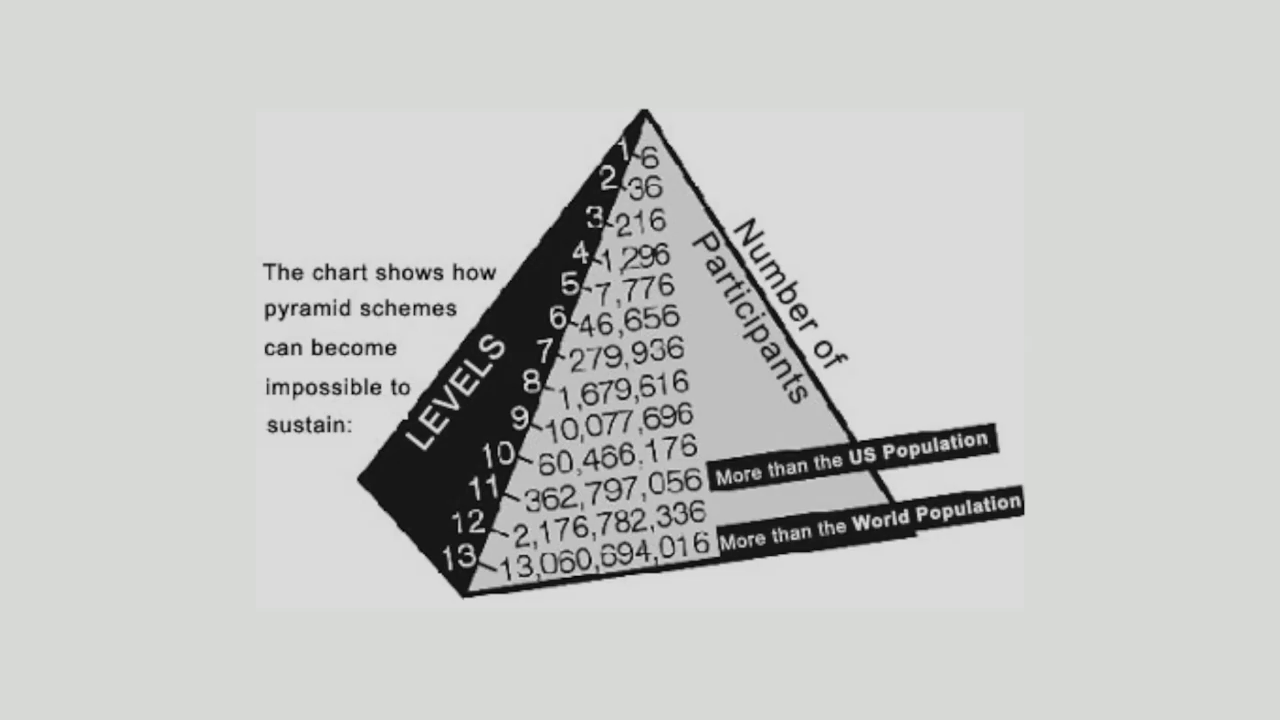 The chart shows how
pyramid schemes
can become
impossible to
sustain:
LEVELS
Number of
Participants
1 6
2 36
3 216
4 1,296
5 7,776
6 46,656
7 279,936
8 1,679,616
9 10,077,696
10 60,466,176
11 362,797,056 More than the US Population
12 2,176,782,336
13 13,060,694,016 More than the World Population